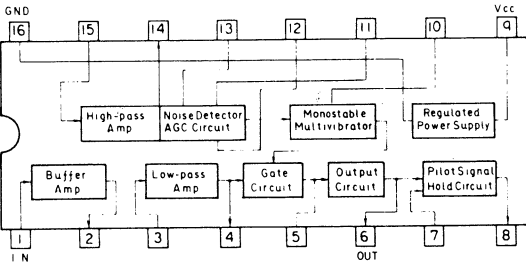 GND Vcc
16 15 14 13 12 11 10 9
High-pass Noise Detector Monostable Regulated
Amp AGC Circuit Multivibrator Power Supply
Buffer Low-pass Gate Output Pilot Signal
Amp Amp Circuit Circuit Hold Circuit
1 2 3 4 5 6 7 8
IN OUT